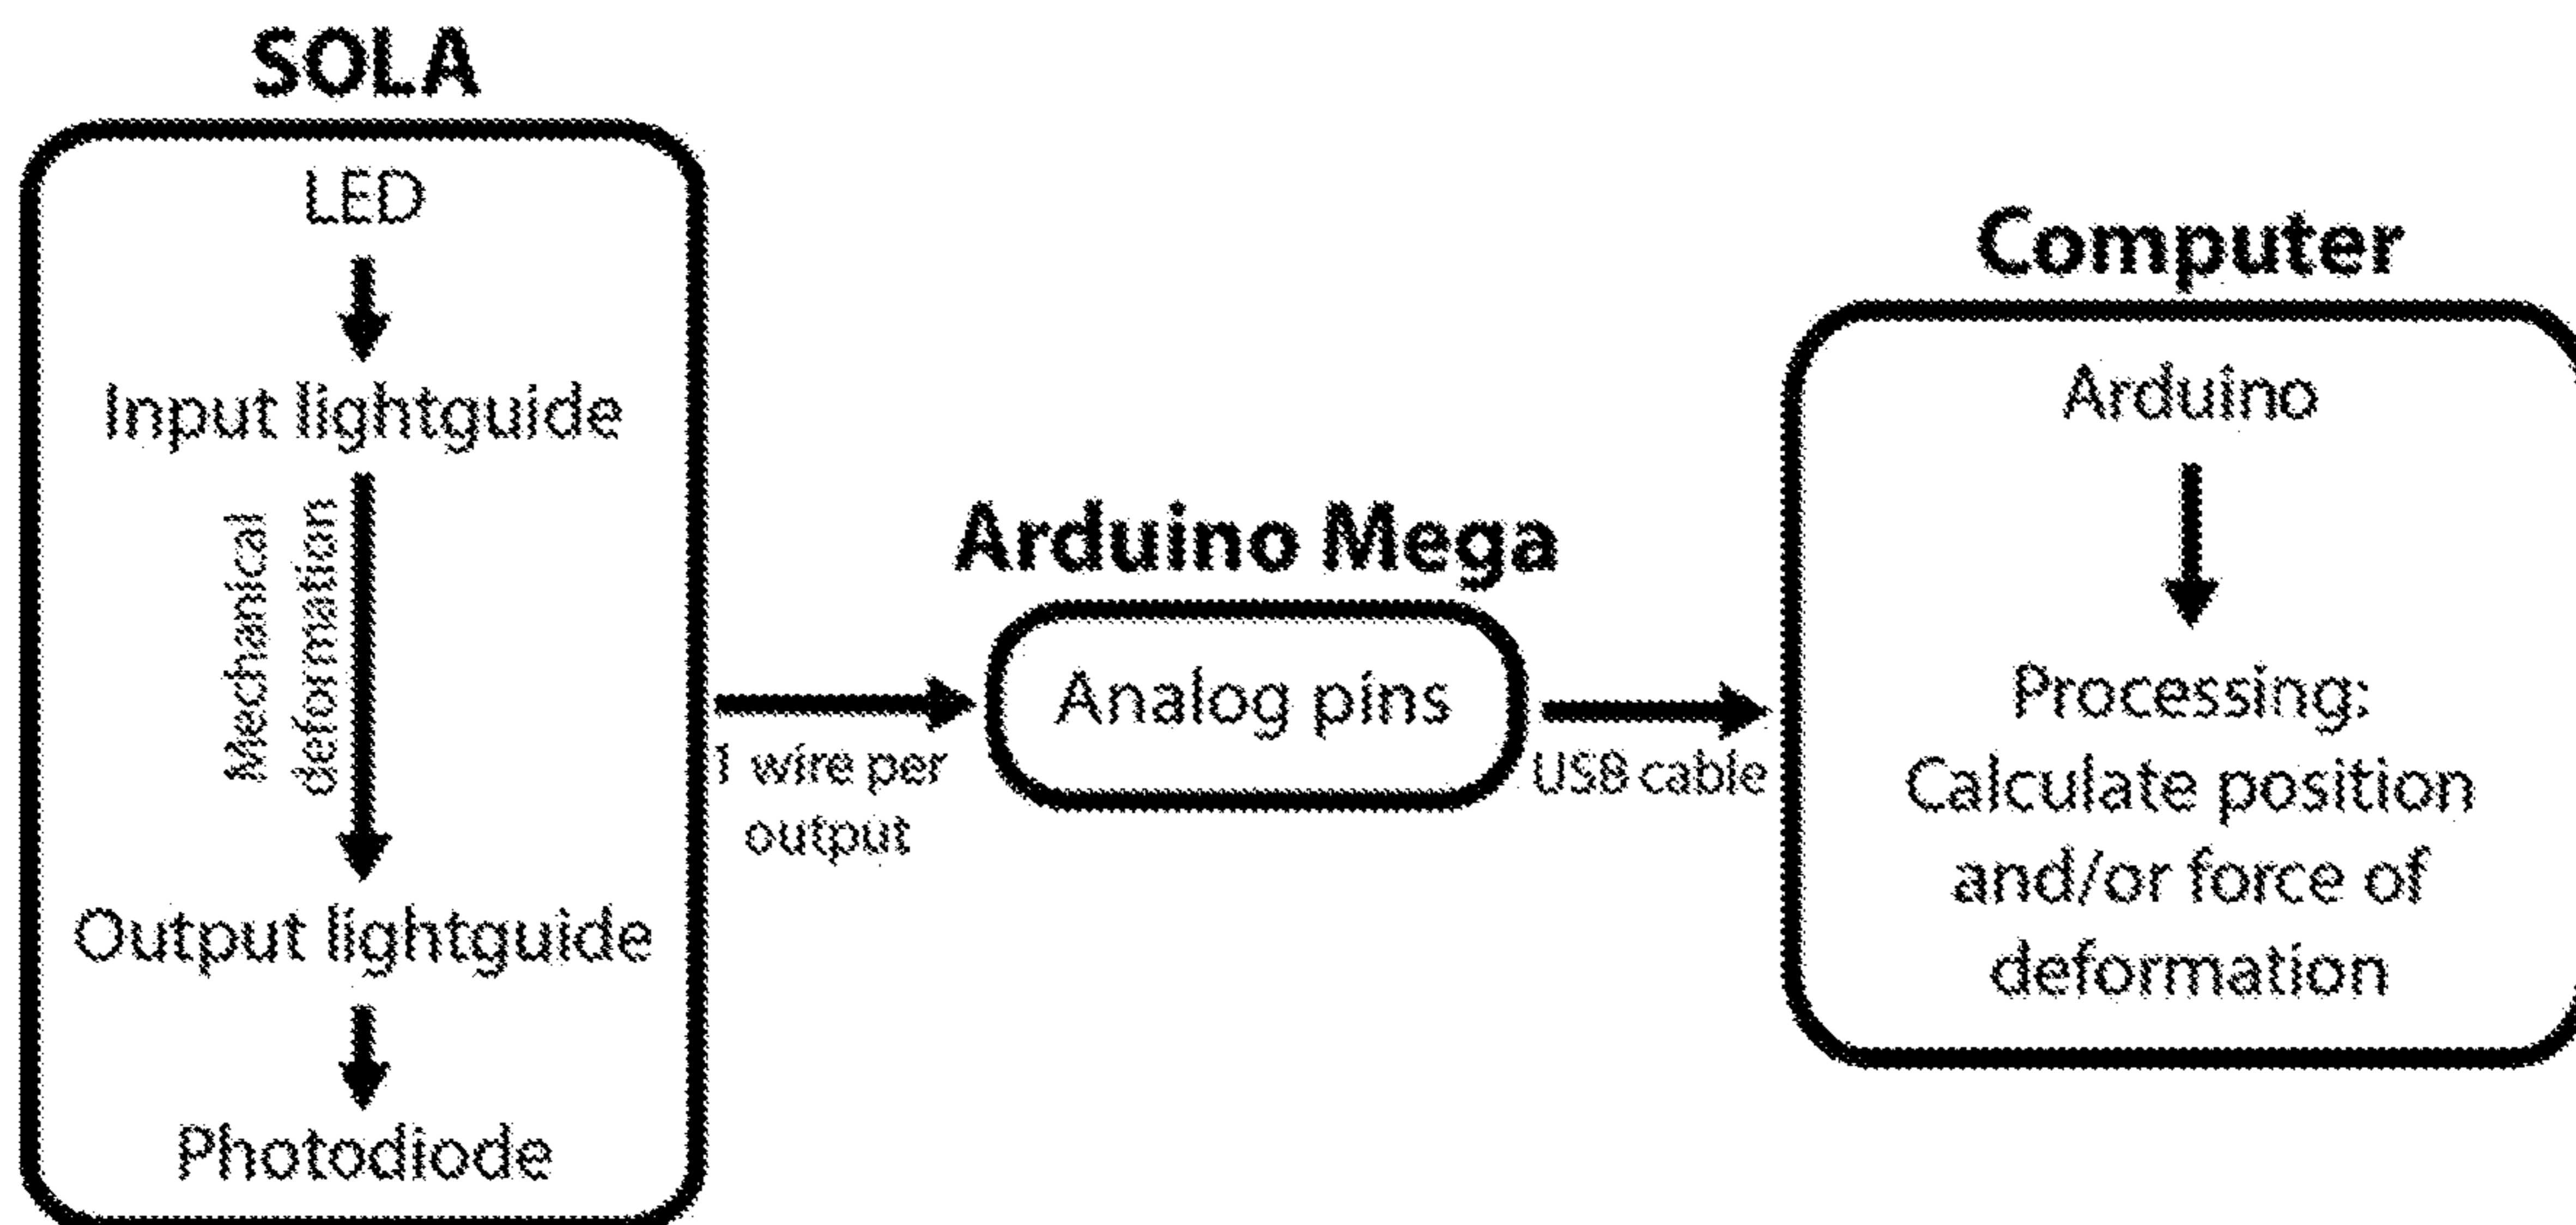 SOLA
LED
Input lightguide
Mechanical
deformation
Output lightguide
Photodiode
1 wire per
output
Arduino Mega
Analog pins
USB cable
Computer
Arduino
Processing:
Calculate position
and/or force of
deformation